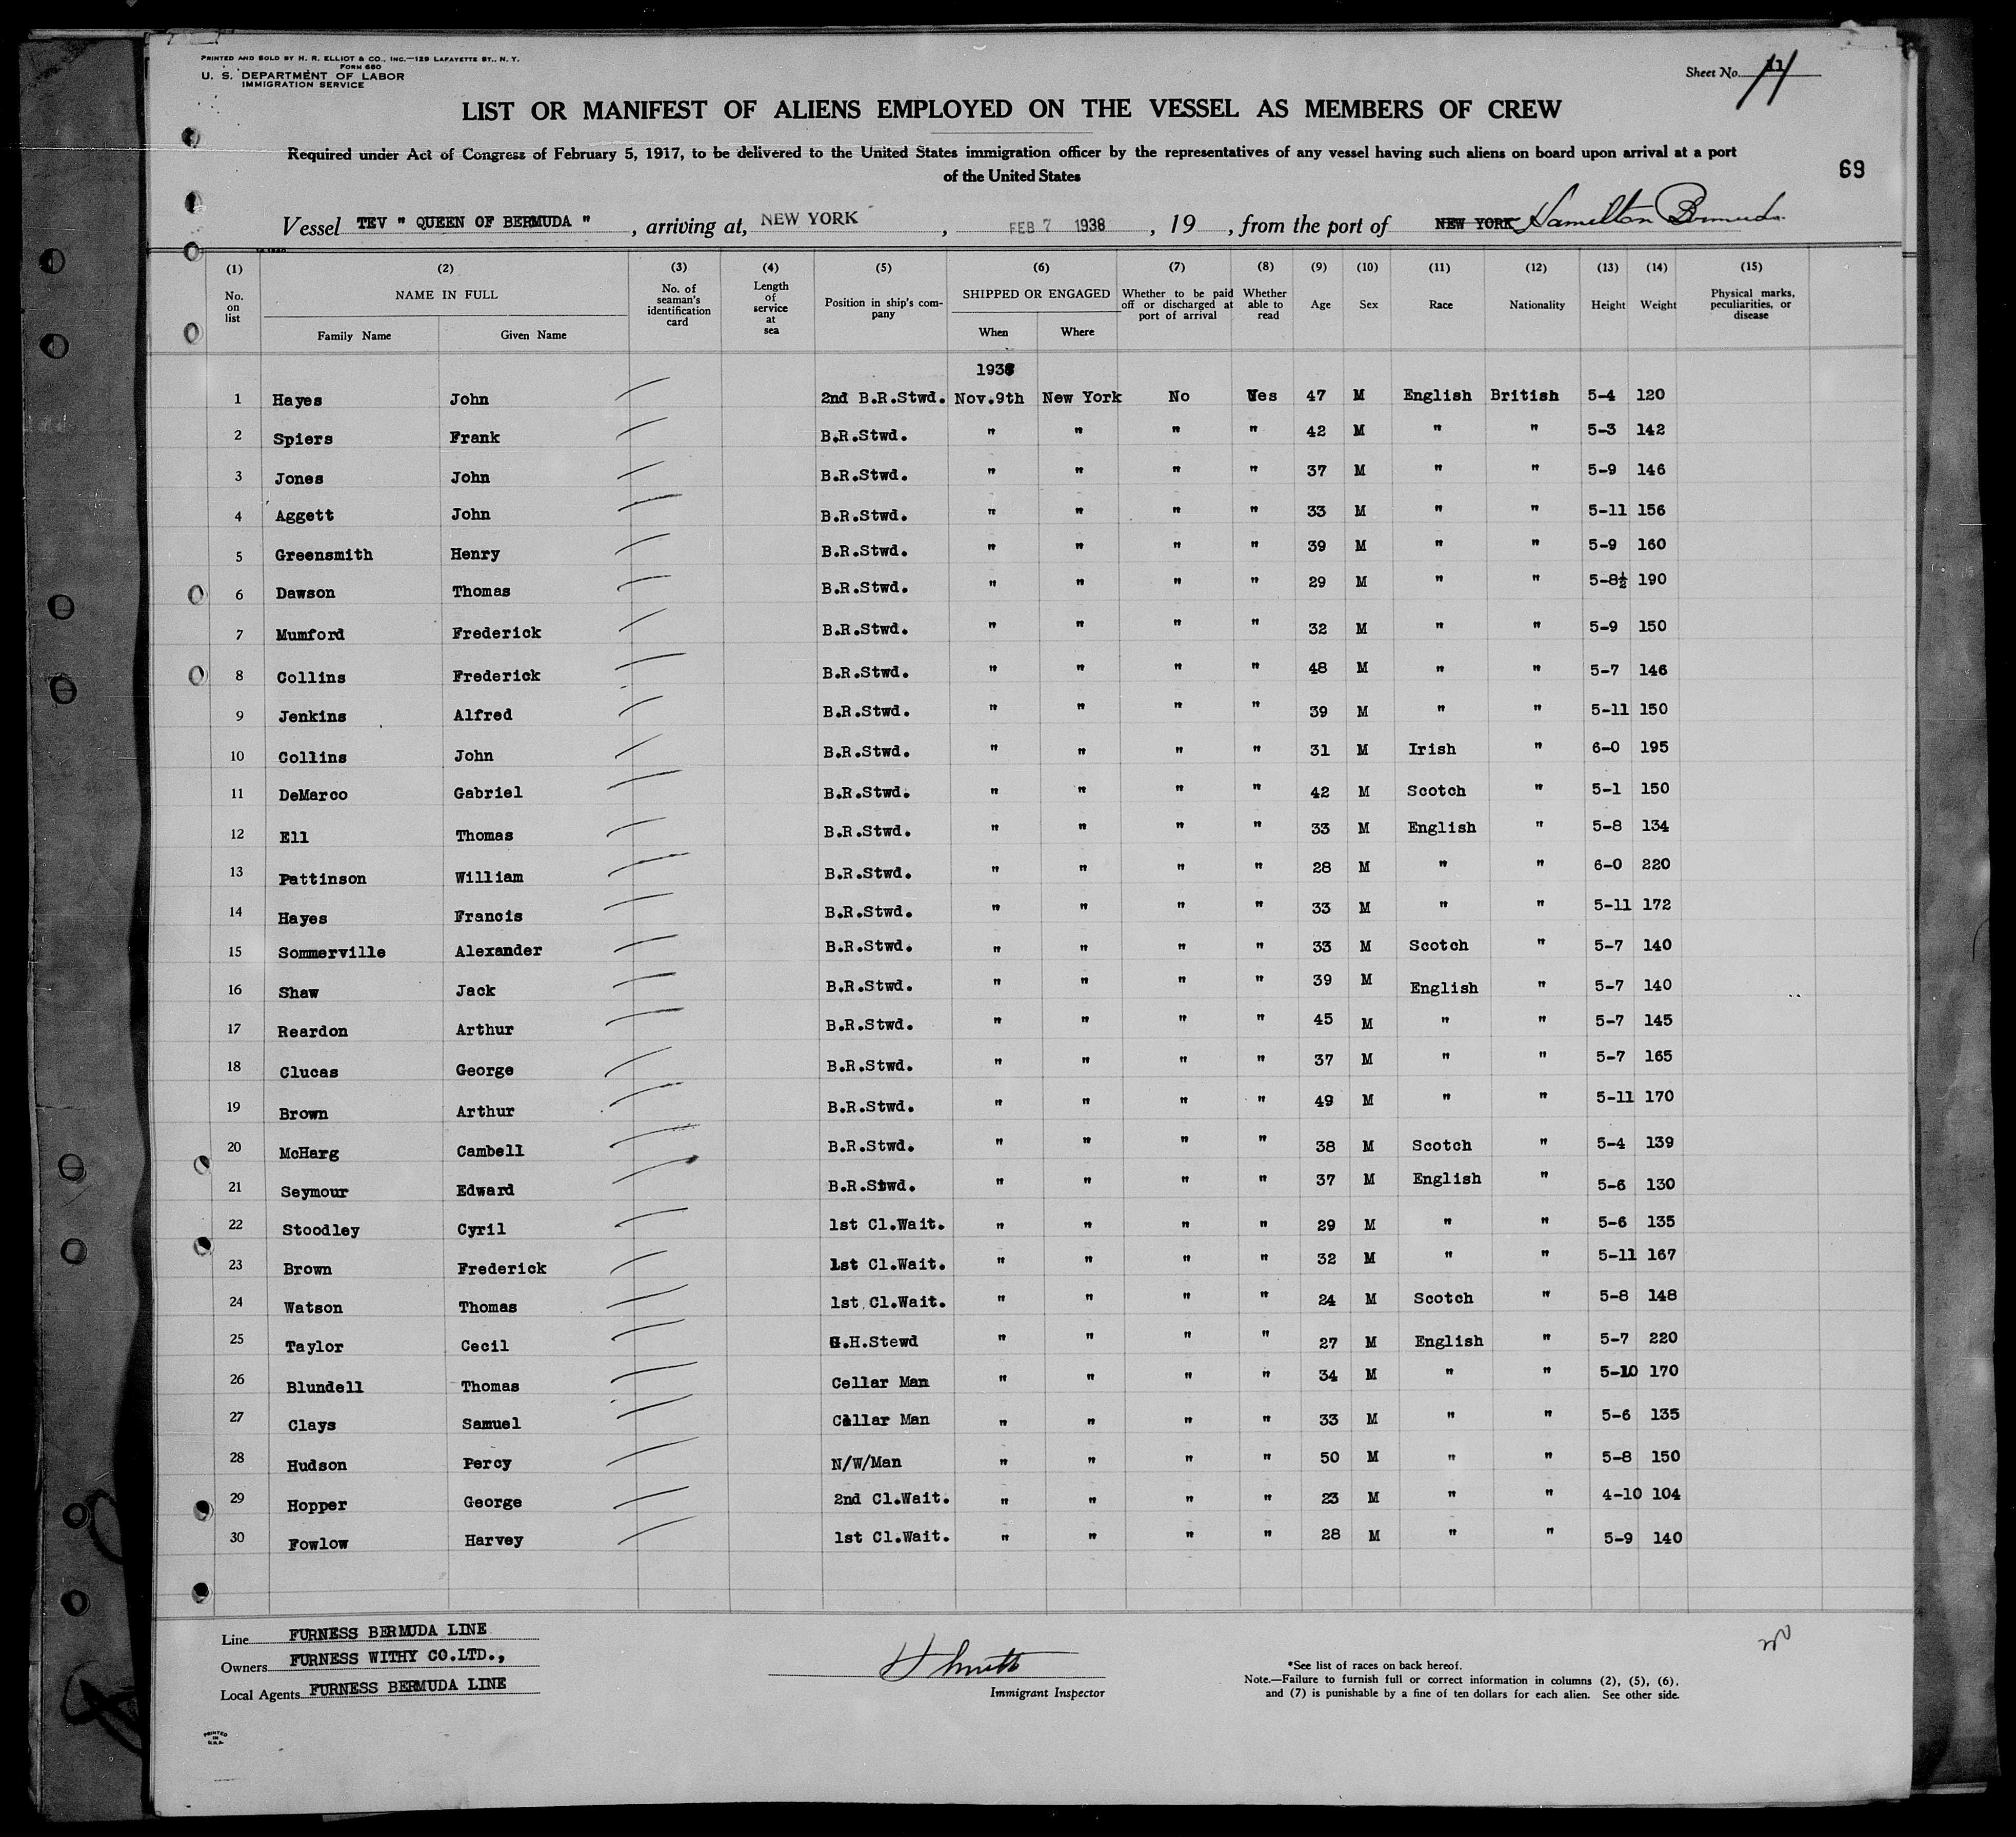 PRINTED AND SOLD BY H. R. ELLIOT & CO., INC.—129 LAFAYETTE ST., N. Y.
FORM 680
U. S. DEPARTMENT OF LABOR
IMMIGRATION SERVICE
Sheet No. 11
LIST OR MANIFEST OF ALIENS EMPLOYED ON THE VESSEL AS MEMBERS OF CREW
Required under Act of Congress of February 5, 1917, to be delivered to the United States immigration officer by the representatives of any vessel having such aliens on board upon arrival at a port
of the United States
69
Vessel TEV " QUEEN OF BERMUDA ", arriving at, NEW YORK, FEB 7 1938, 19 , from the port of NEW YORK Hamilton Bermuda
(1) (2) (3) (4) (5) (6) (7) (8) (9) (10) (11) (12) (13) (14) (15)
No. on list NAME IN FULL Family Name Given Name No. of seaman's identification card Length of service at sea Position in ship's company SHIPPED OR ENGAGED When Where Whether to be paid off or discharged at port of arrival Whether able to read Age Sex Race Nationality Height Weight Physical marks, peculiarities, or disease
1938
1 Hayes John 2nd B.R.Stwd. Nov.9th New York No Yes 47 M English British 5-4 120
2 Spiers Frank B.R.Stwd. " " " " 42 M " " 5-3 142
3 Jones John B.R.Stwd. " " " " 37 M " " 5-9 146
4 Aggett John B.R.Stwd. " " " " 33 M " " 5-11 156
5 Greensmith Henry B.R.Stwd. " " " " 39 M " " 5-9 160
6 Dawson Thomas B.R.Stwd. " " " " 29 M " " 5-8½ 190
7 Mumford Frederick B.R.Stwd. " " " " 32 M " " 5-9 150
8 Collins Frederick B.R.Stwd. " " " " 48 M " " 5-7 146
9 Jenkins Alfred B.R.Stwd. " " " " 39 M " " 5-11 150
10 Collins John B.R.Stwd. " " " " 31 M Irish " 6-0 195
11 DeMarco Gabriel B.R.Stwd. " " " " 42 M Scotch " 5-1 150
12 Ell Thomas B.R.Stwd. " " " " 33 M English " 5-8 134
13 Pattinson William B.R.Stwd. " " " " 28 M " " 6-0 220
14 Hayes Francis B.R.Stwd. " " " " 33 M " " 5-11 172
15 Sommerville Alexander B.R.Stwd. " " " " 33 M Scotch " 5-7 140
16 Shaw Jack B.R.Stwd. " " " " 39 M English " 5-7 140
17 Reardon Arthur B.R.Stwd. " " " " 45 M " " 5-7 145
18 Clucas George B.R.Stwd. " " " " 37 M " " 5-7 165
19 Brown Arthur B.R.Stwd. " " " " 49 M " " 5-11 170
20 McHarg Cambell B.R.Stwd. " " " " 38 M Scotch " 5-4 139
21 Seymour Edward B.R.Stwd. " " " " 37 M English " 5-6 130
22 Stoodley Cyril 1st Cl.Wait. " " " " 29 M " " 5-6 135
23 Brown Frederick 1st Cl.Wait. " " " " 32 M " " 5-11 167
24 Watson Thomas 1st Cl.Wait. " " " " 24 M Scotch " 5-8 148
25 Taylor Cecil G.H.Stewd " " " " 27 M English " 5-7 220
26 Blundell Thomas Cellar Man " " " " 34 M " " 5-10 170
27 Clays Samuel Cellar Man " " " " 33 M " " 5-6 135
28 Hudson Percy N/W/Man " " " " 50 M " " 5-8 150
29 Hopper George 2nd Cl.Wait. " " " " 23 M " " 4-10 104
30 Fowlow Harvey 1st Cl.Wait. " " " " 28 M " " 5-9 140
Line FURNESS BERMUDA LINE
Owners FURNESS WITHY CO.LTD.,
Local Agents FURNESS BERMUDA LINE
Immigrant Inspector
*See list of races on back hereof.
Note.—Failure to furnish full or correct information in columns (2), (5), (6),
and (7) is punishable by a fine of ten dollars for each alien. See other side.
PRINTED
IN
U.S.A.